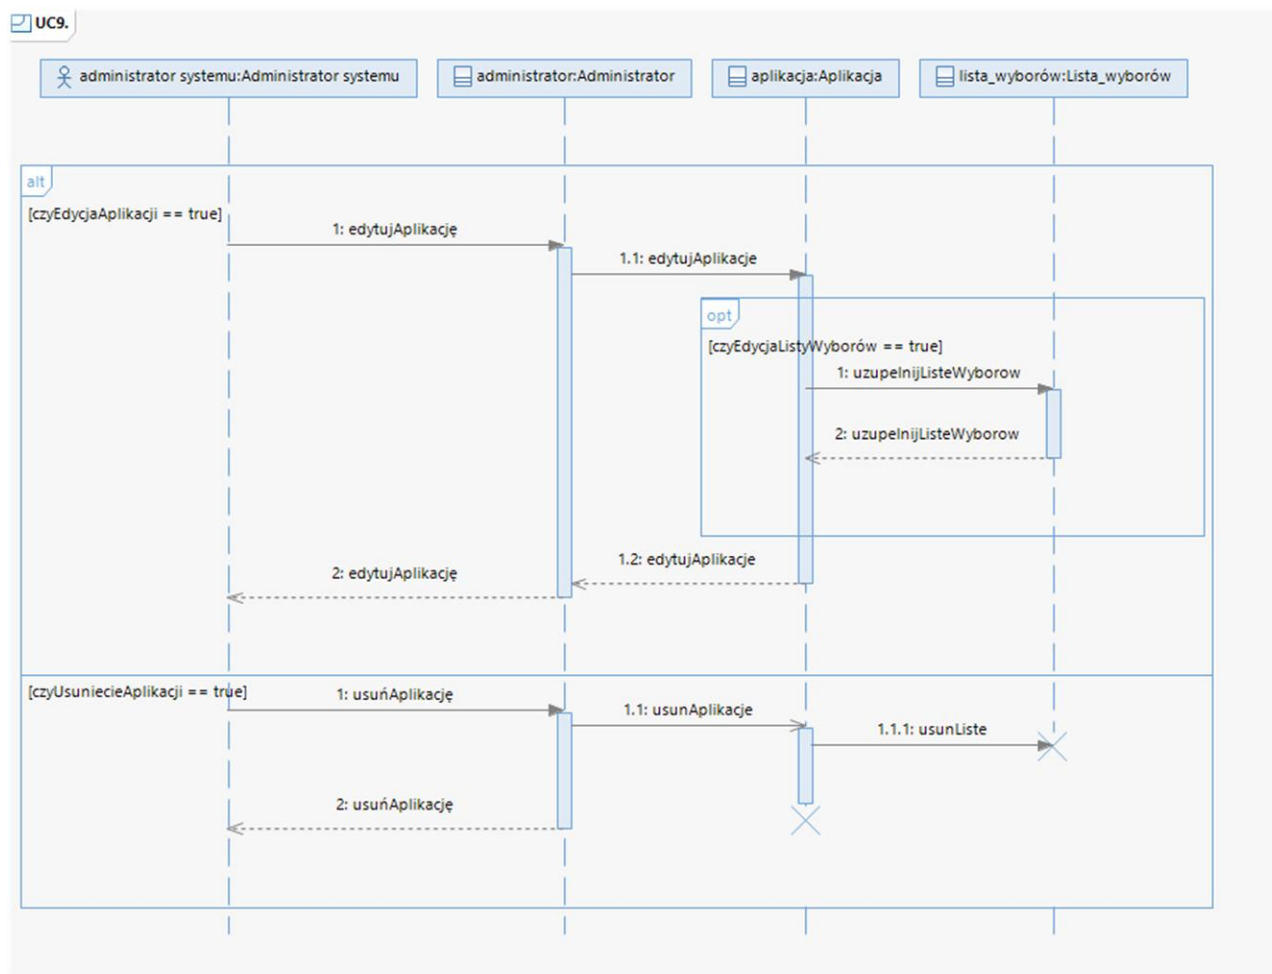 UC9.
administrator systemu:Administrator systemu
administrator:Administrator
aplikacja:Aplikacja
lista_wyborów:Lista_wyborów
alt
[czyEdycjaAplikacji == true]
1: edytujAplikację
1.1: edytujAplikacje
opt
[czyEdycjaListyWyborów == true]
1: uzupelnijListeWyborow
2: uzupelnijListeWyborow
1.2: edytujAplikacje
2: edytujAplikację
[czyUsuniecieAplikacji == true]
1: usuńAplikację
1.1: usunAplikacje
1.1.1: usunListe
2: usuńAplikację